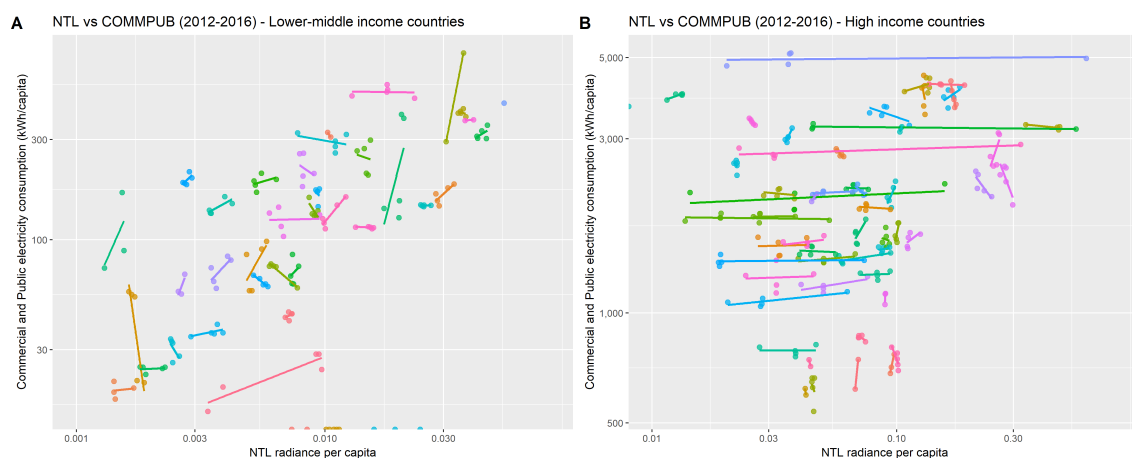 A
NTL vs COMMPUB (2012-2016) - Lower-middle income countries
Commercial and Public electricity consumption (kWh/capita)
30
100
30
0.001
0.003
0.010
0.030
NTL radiance per capita
B
NTL vs COMMPUB (2012-2016) - High income countries
Commercial and Public electricity consumption (kWh/capita)
5,000
3,000
1,000
500
0.01
0.03
0.10
0.30
NTL radiance per capita